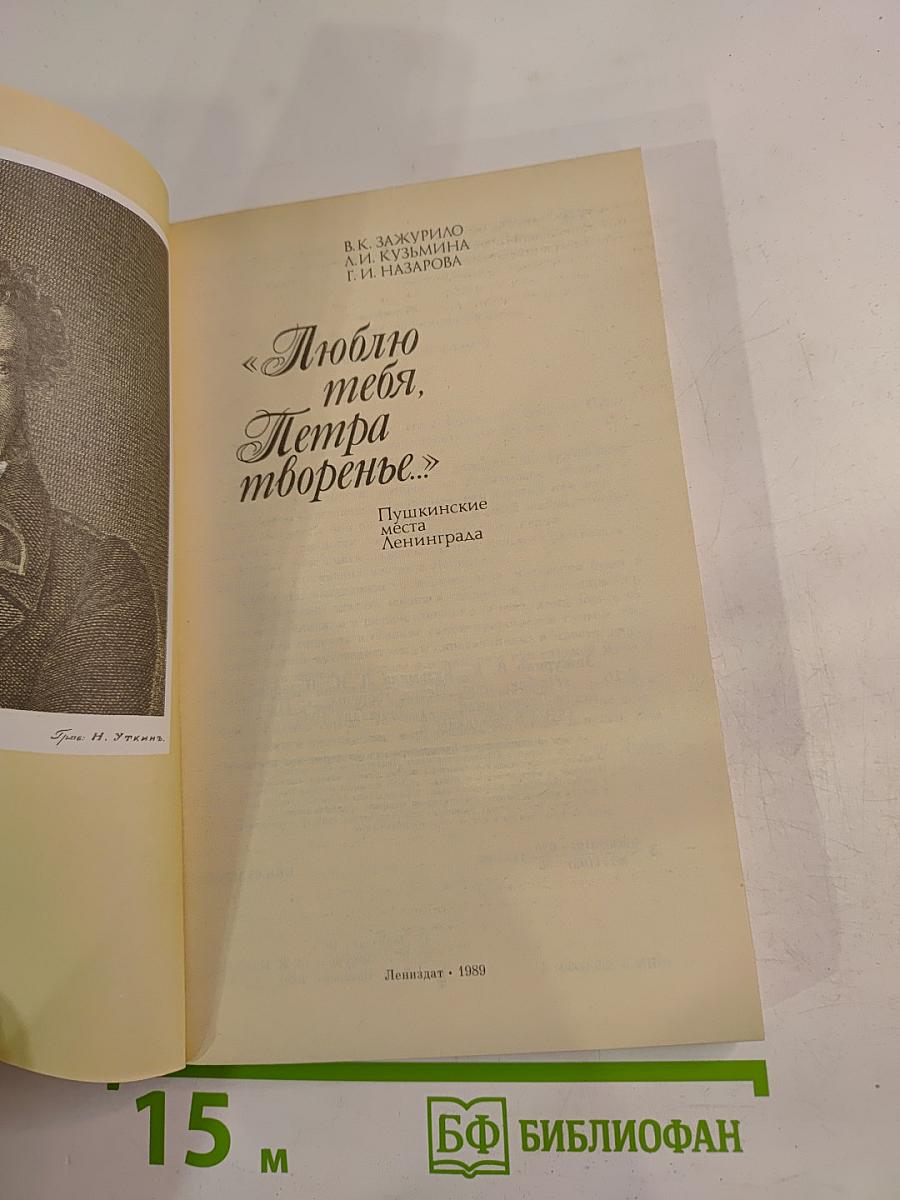 В. К. ЗАЖУРИЛО
Л. И. КУЗЬМИНА
Г. И. НАЗАРОВА
«Люблю
тебя,
Петра
творенье...»
Пушкинские
места
Ленинграда
Грав: Н. Уткинъ.
Лениздат • 1989
15 м
БФ БИБЛИОФАН